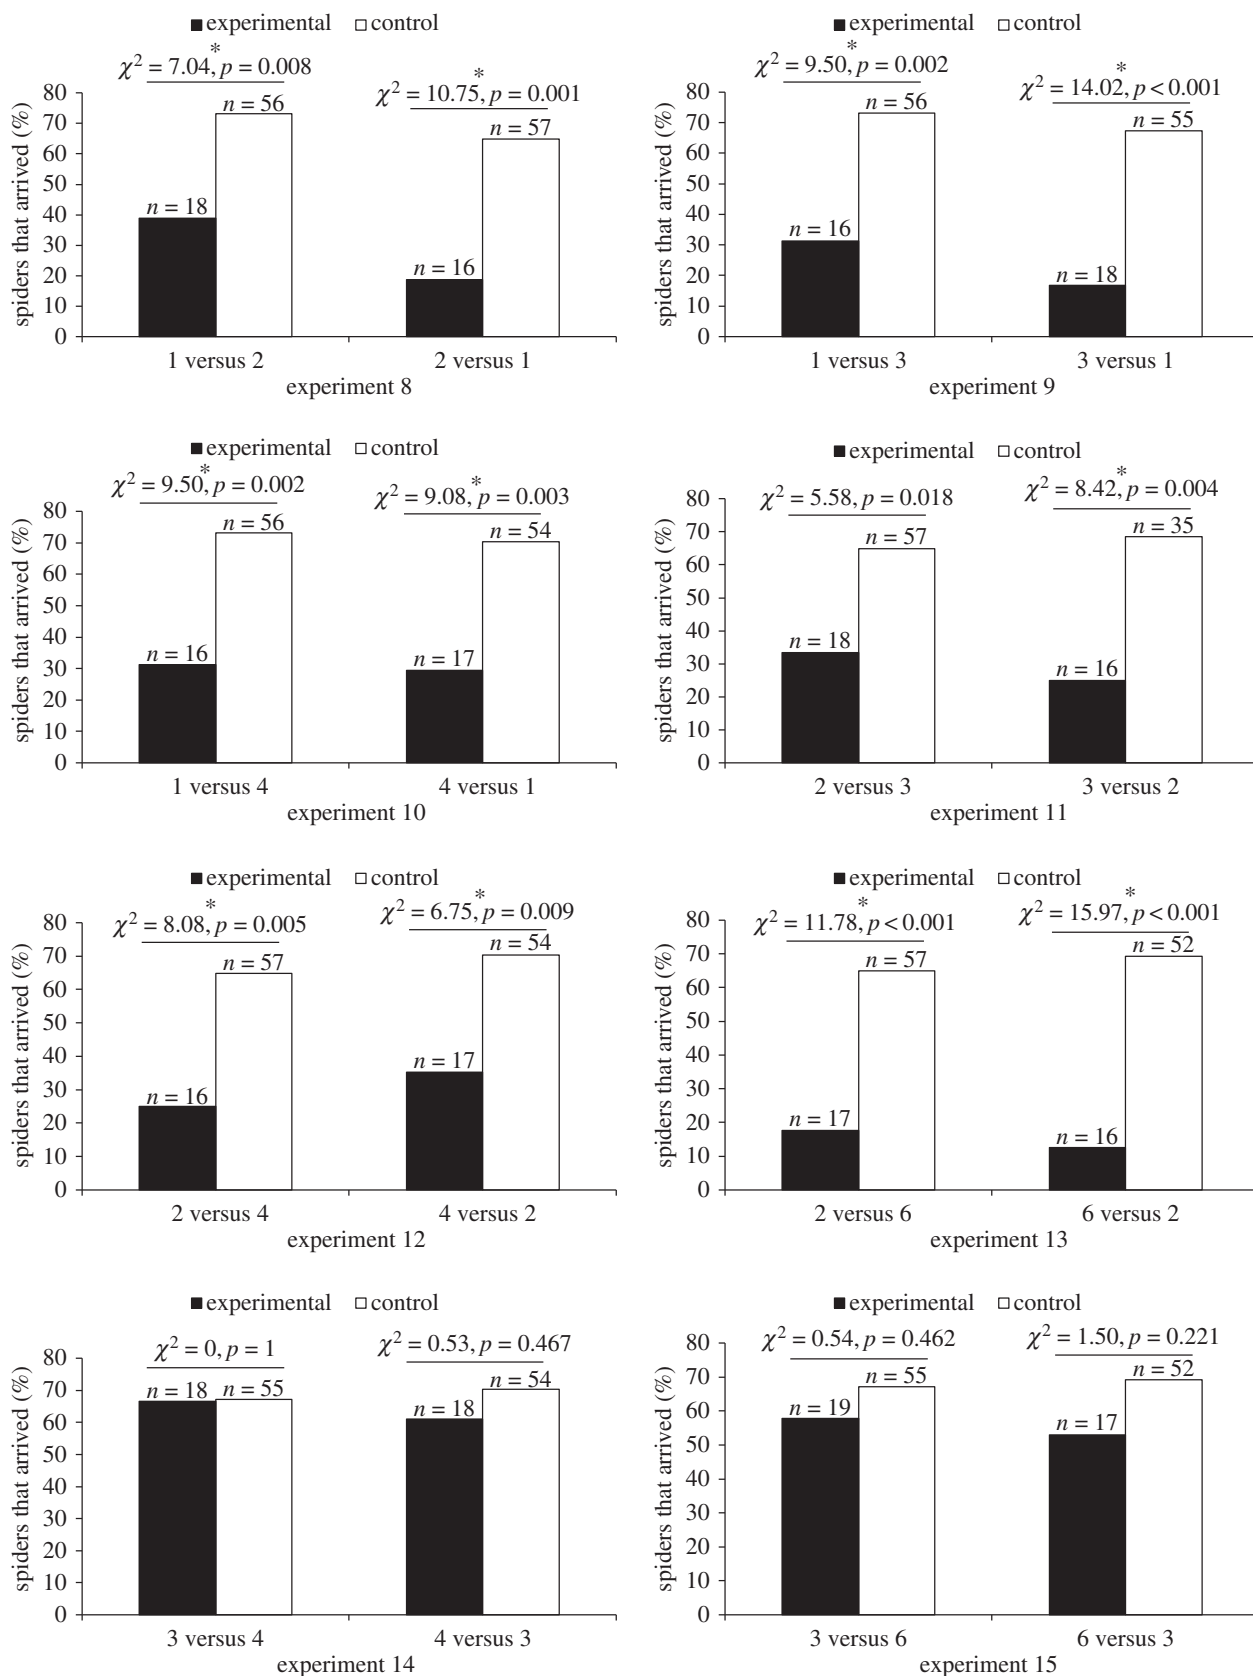 ■ experimental □ control
*
χ² = 7.04, p = 0.008
*
χ² = 10.75, p = 0.001
spiders that arrived (%)
80
70
60
50
40
30
20
10
0
n = 18
n = 56
n = 16
n = 57
1 versus 2
2 versus 1
experiment 8
■ experimental □ control
*
χ² = 9.50, p = 0.002
*
χ² = 14.02, p < 0.001
spiders that arrived (%)
80
70
60
50
40
30
20
10
0
n = 16
n = 56
n = 18
n = 55
1 versus 3
3 versus 1
experiment 9
■ experimental □ control
*
χ² = 9.50, p = 0.002
*
χ² = 9.08, p = 0.003
spiders that arrived (%)
80
70
60
50
40
30
20
10
0
n = 16
n = 56
n = 17
n = 54
1 versus 4
4 versus 1
experiment 10
■ experimental □ control
χ² = 5.58, p = 0.018
*
χ² = 8.42, p = 0.004
spiders that arrived (%)
80
70
60
50
40
30
20
10
0
n = 18
n = 57
n = 16
n = 35
2 versus 3
3 versus 2
experiment 11
■ experimental □ control
*
χ² = 8.08, p = 0.005
*
χ² = 6.75, p = 0.009
spiders that arrived (%)
80
70
60
50
40
30
20
10
0
n = 16
n = 57
n = 17
n = 54
2 versus 4
4 versus 2
experiment 12
■ experimental □ control
*
χ² = 11.78, p < 0.001
*
χ² = 15.97, p < 0.001
spiders that arrived (%)
80
70
60
50
40
30
20
10
0
n = 17
n = 57
n = 16
n = 52
2 versus 6
6 versus 2
experiment 13
■ experimental □ control
χ² = 0, p = 1
χ² = 0.53, p = 0.467
spiders that arrived (%)
80
70
60
50
40
30
20
10
0
n = 18
n = 55
n = 18
n = 54
3 versus 4
4 versus 3
experiment 14
■ experimental □ control
χ² = 0.54, p = 0.462
χ² = 1.50, p = 0.221
spiders that arrived (%)
80
70
60
50
40
30
20
10
0
n = 19
n = 55
n = 17
n = 52
3 versus 6
6 versus 3
experiment 15